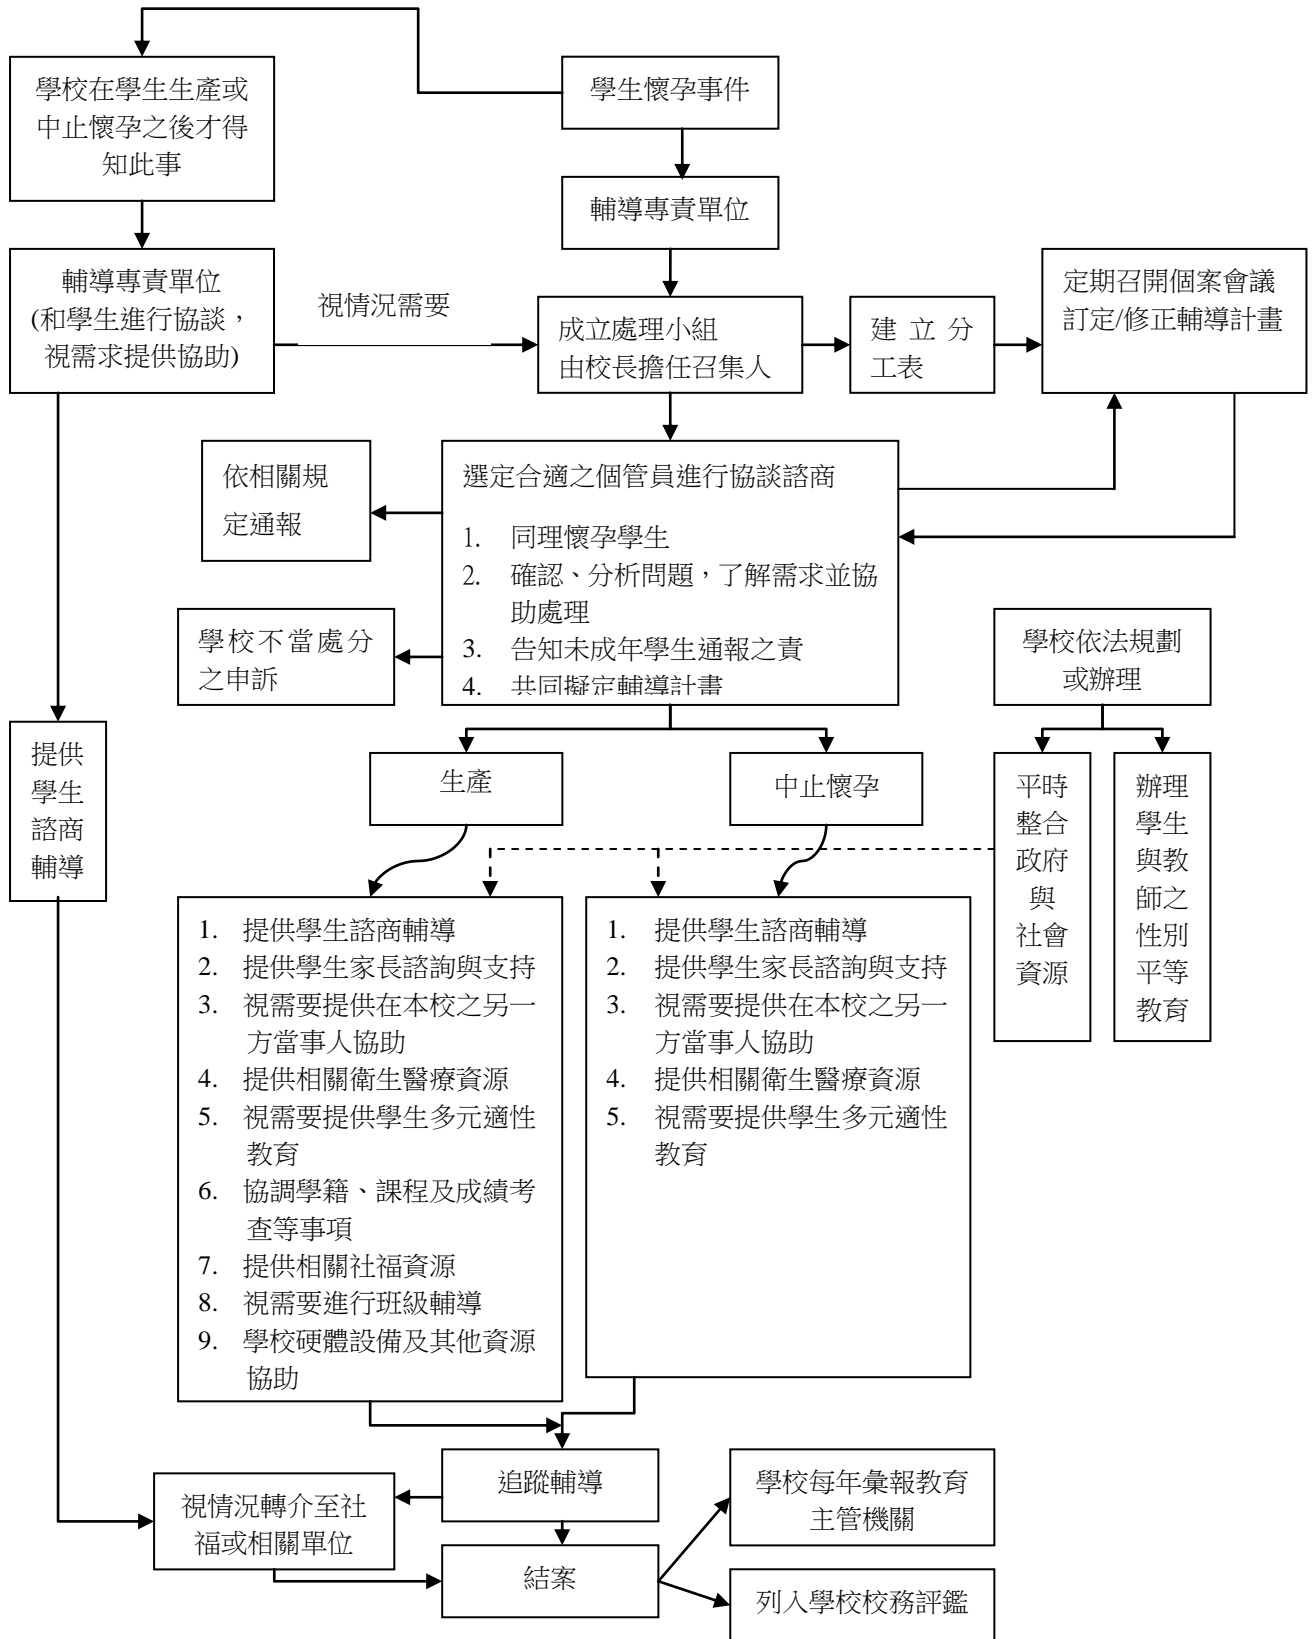 學校在學生生產或
中止懷孕之後才得
知此事
學生懷孕事件
輔導專責單位
輔導專責單位
(和學生進行協談，
視需求提供協助)
視情況需要
成立處理小組
由校長擔任召集人
建立分
工表
定期召開個案會議
訂定/修正輔導計畫
依相關規
定通報
選定合適之個管員進行協談諮商
1. 同理懷孕學生
2. 確認、分析問題，了解需求並協
助處理
3. 告知未成年學生通報之責
4. 共同擬定輔導計畫
學校不當處分
之申訴
學校依法規劃
或辦理
提供
學生
諮商
輔導
生產
中止懷孕
平時
整合
政府
與
社會
資源
辦理
學生
與教
師之
性別
平等
教育
1. 提供學生諮商輔導
2. 提供學生家長諮詢與支持
3. 視需要提供在本校之另一
方當事人協助
4. 提供相關衛生醫療資源
5. 視需要提供學生多元適性
教育
6. 協調學籍、課程及成績考
查等事項
7. 提供相關社福資源
8. 視需要進行班級輔導
9. 學校硬體設備及其他資源
協助
1. 提供學生諮商輔導
2. 提供學生家長諮詢與支持
3. 視需要提供在本校之另一
方當事人協助
4. 提供相關衛生醫療資源
5. 視需要提供學生多元適性
教育
追蹤輔導
視情況轉介至社
福或相關單位
學校每年彙報教育
主管機關
結案
列入學校校務評鑑